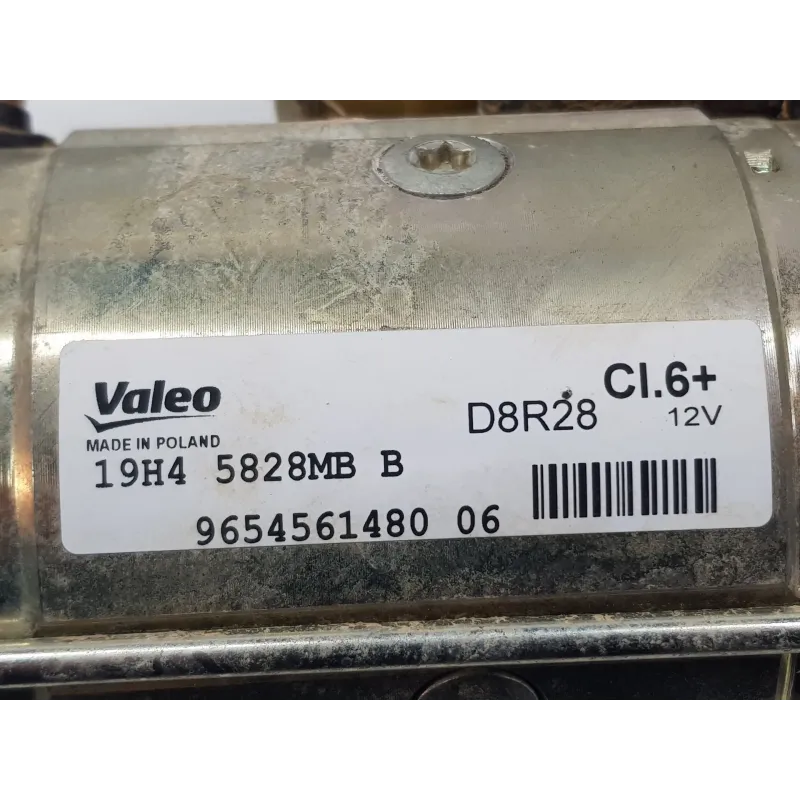 Valeo
MADE IN POLAND
D8R28
Cl.6+
12V
19H4 5828MB B
9654561480 06